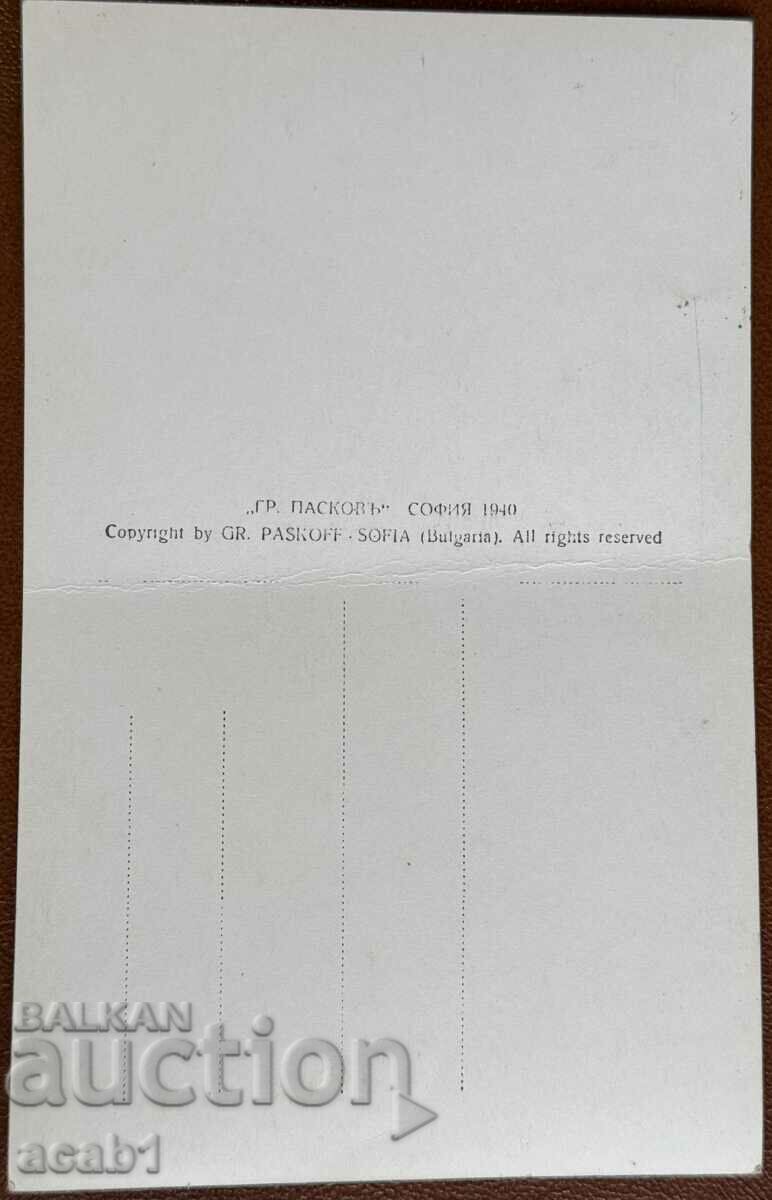 „ГР. ПАСКОВЪ“ СОФИЯ 1940
Copyright by GR. PASKOFF - SOFIA (Bulgaria). All rights reserved
BALKAN
auction
acab1